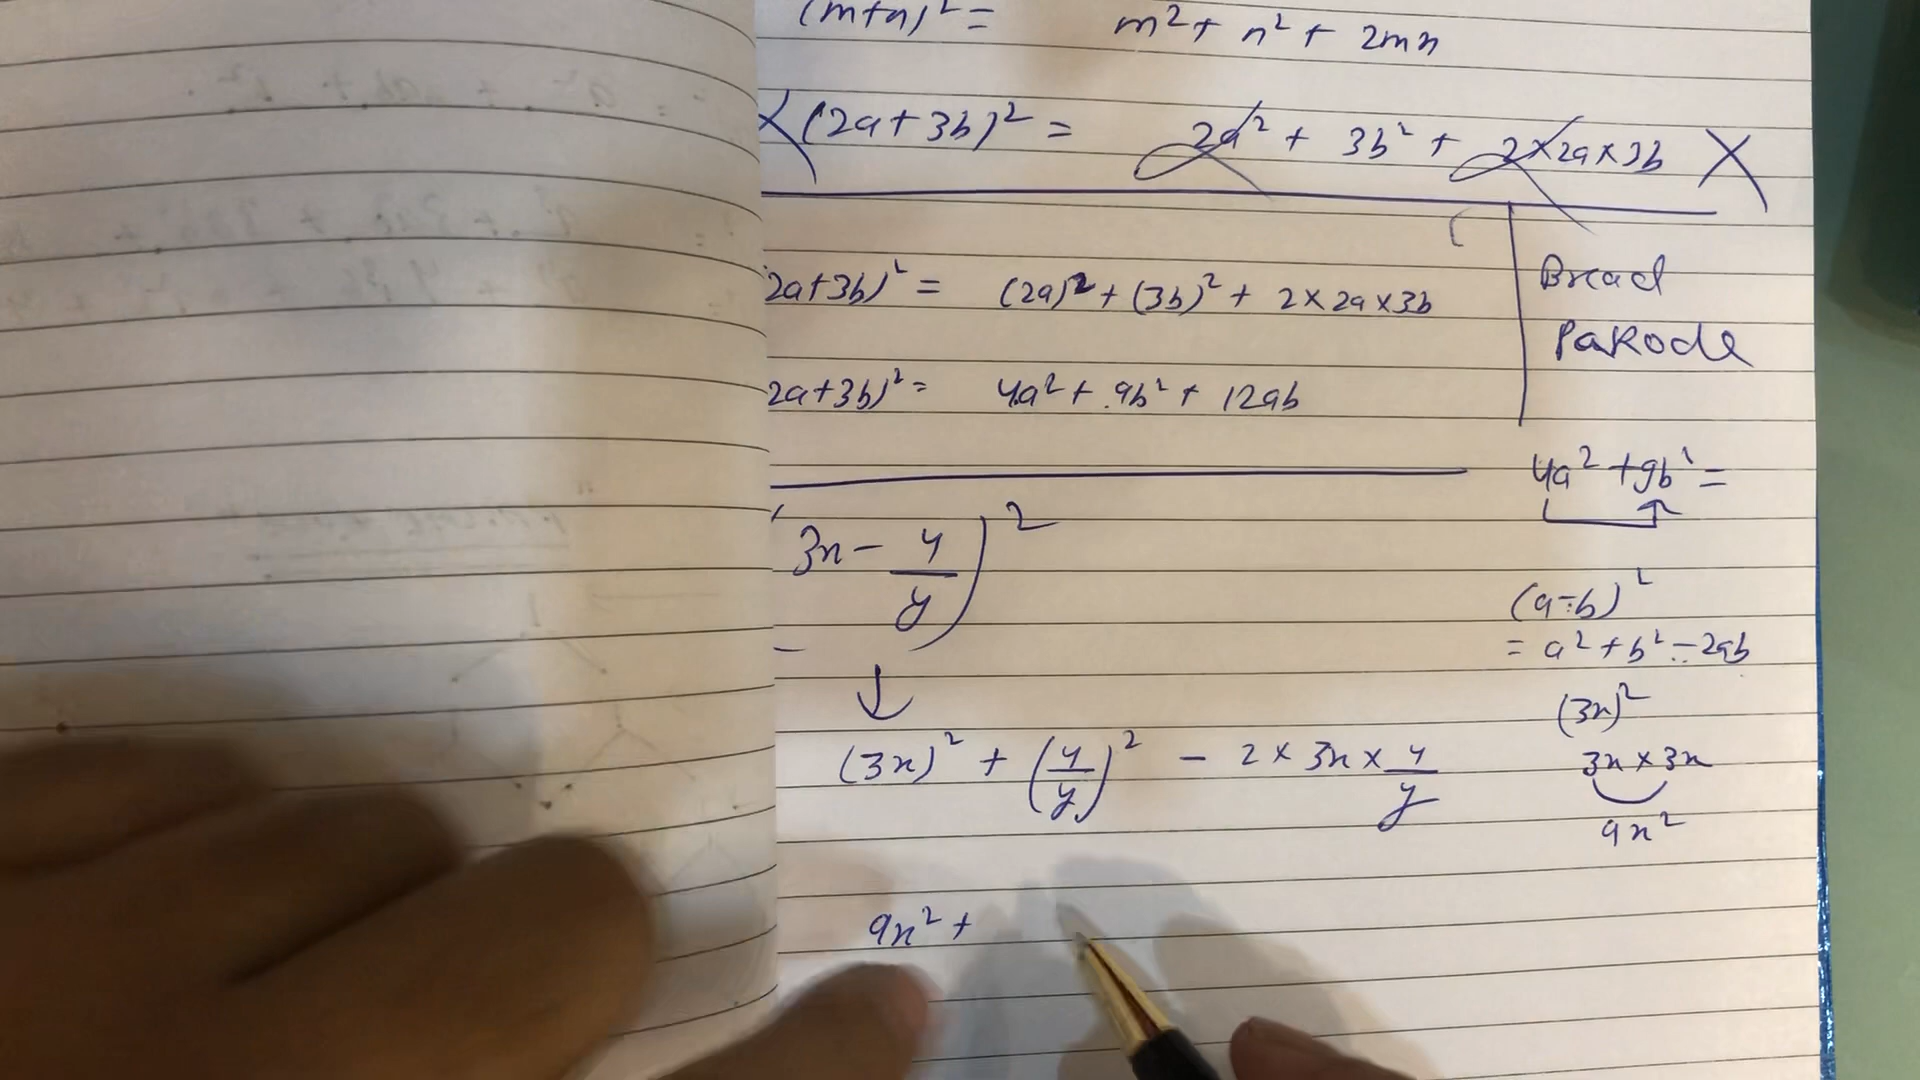 (m+n)² = m² + n² + 2mn
(2a+3b)² = 2a² + 3b² + 2×2a×3b X
2a+3b)² = (2a)² + (3b)² + 2×2a×3b
2a+3b)² = 4a² + 9b² + 12ab
Bread
Pakode
4a² + 9b² =
(3x - 4/y)²
(a-b)²
= a² + b² - 2ab
(3x)²
3x × 3x
9x²
↓
(3x)² + (4/y)² - 2 × 3x × 4/y
9x² +